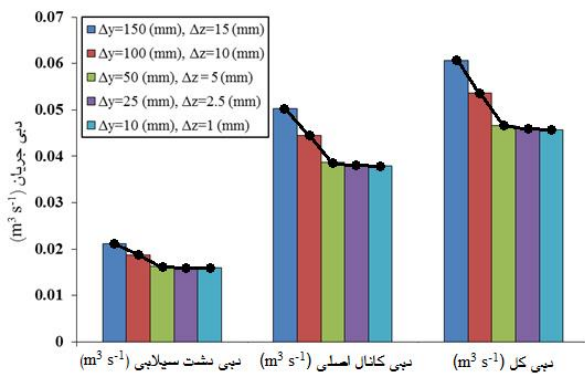 0.07
0.06
0.05
0.04
0.03
0.02
0.01
0
دبی جریان (m³ s⁻¹)
Δy=150 (mm), Δz=15 (mm)
Δy=100 (mm), Δz=10 (mm)
Δy=50 (mm), Δz = 5 (mm)
Δy=25 (mm), Δz=2.5 (mm)
Δy=10 (mm), Δz=1 (mm)
دبی دشت سیلابی (m³ s⁻¹)
دبی کانال اصلی (m³ s⁻¹)
دبی کل (m³ s⁻¹)